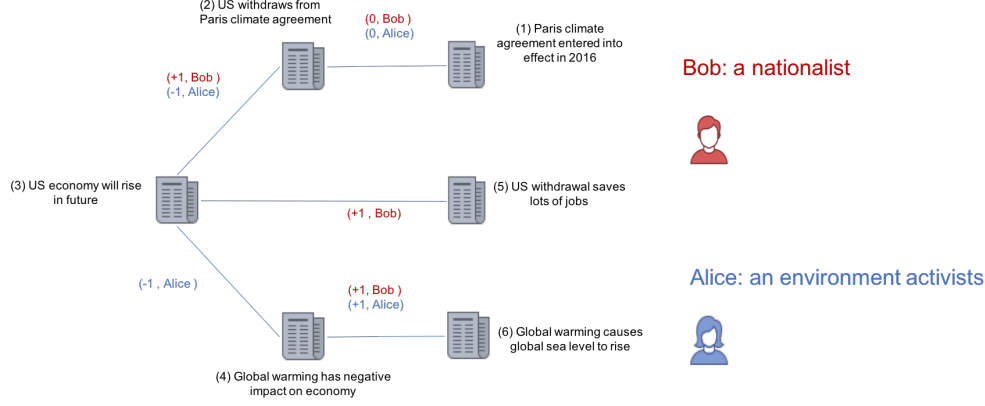 (2) US withdraws from
Paris climate agreement
(0, Bob )
(0, Alice)
(1) Paris climate
agreement entered into
effect in 2016
Bob: a nationalist
(+1, Bob )
(-1, Alice)
(3) US economy will rise
in future
(5) US withdrawal saves
lots of jobs
(+1 , Bob)
(-1 , Alice )
(+1, Bob )
(+1, Alice)
Alice: an environment activists
(6) Global warming causes
global sea level to rise
(4) Global warming has negative
impact on economy